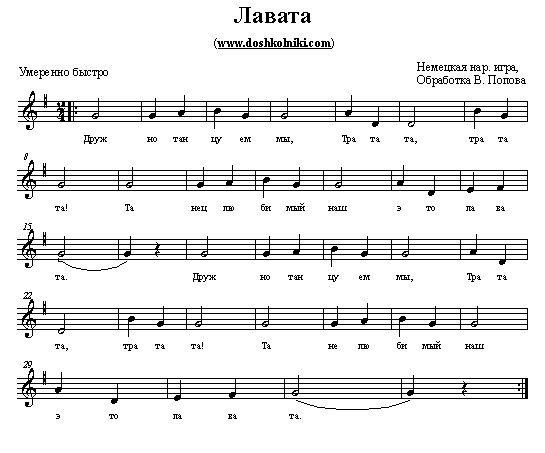 Лавата
(www.doshkolniki.com)
Умеренно быстро
Немецкая нар. игра,
Обработка В. Попова
2 4
Друж но тан цу ем мы, Тра та та, тра та
8
та! Та нец лю би мый наш э то ла ва
15
та. Друж но тан цу ем мы, Тра та
22
та, тра та та! Та не лю би мый наш
29
э то ла ва та.